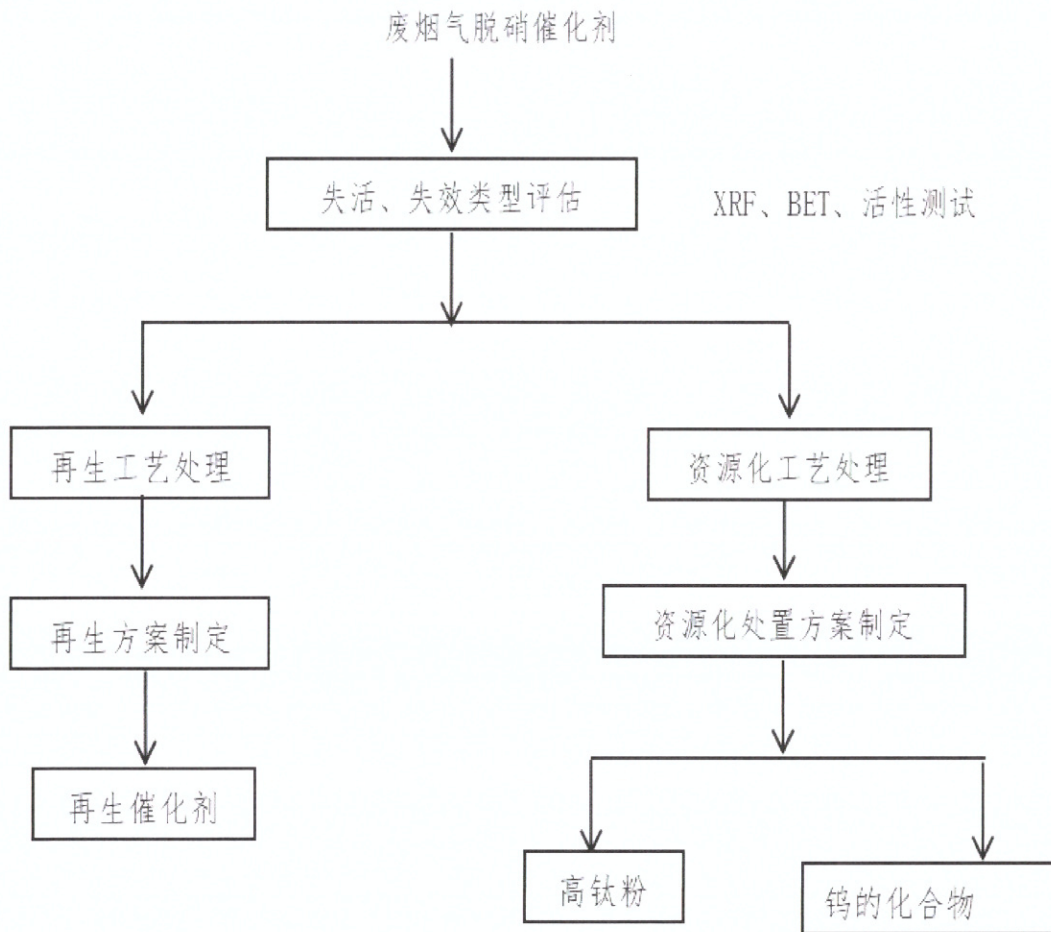 废烟气脱硝催化剂
失活、失效类型评估
XRF、BET、活性测试
再生工艺处理
资源化工艺处理
再生方案制定
资源化处置方案制定
再生催化剂
高钛粉
钨的化合物